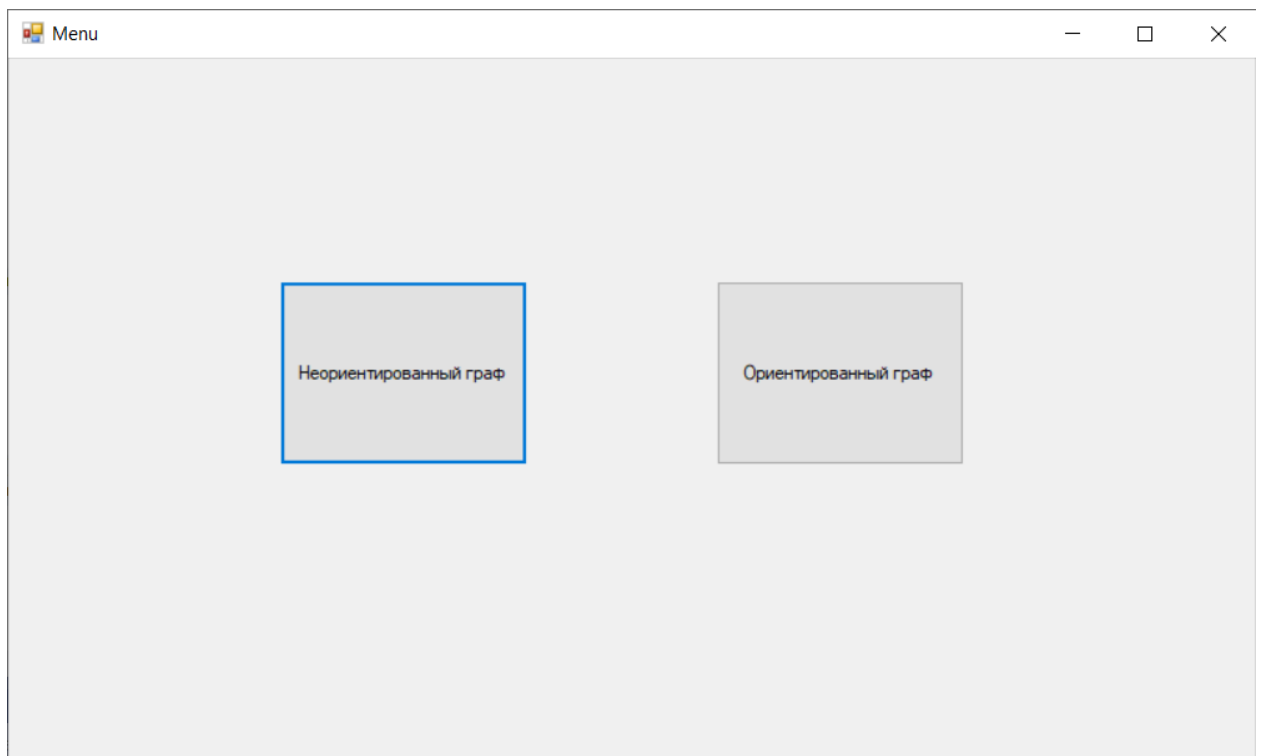 Menu
Неориентированный граф
Ориентированный граф